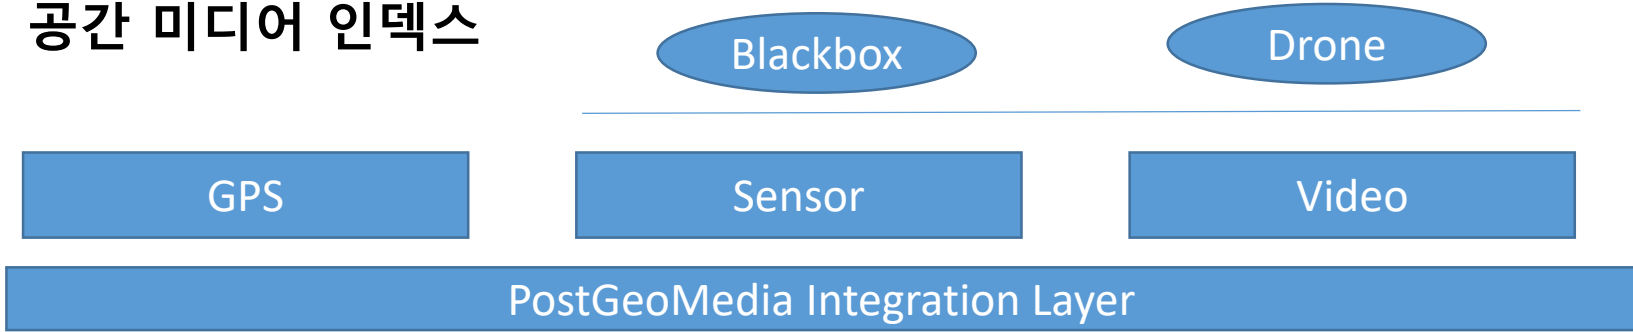 공간 미디어 인덱스
Blackbox
Drone
GPS
Sensor
Video
PostGeoMedia Integration Layer